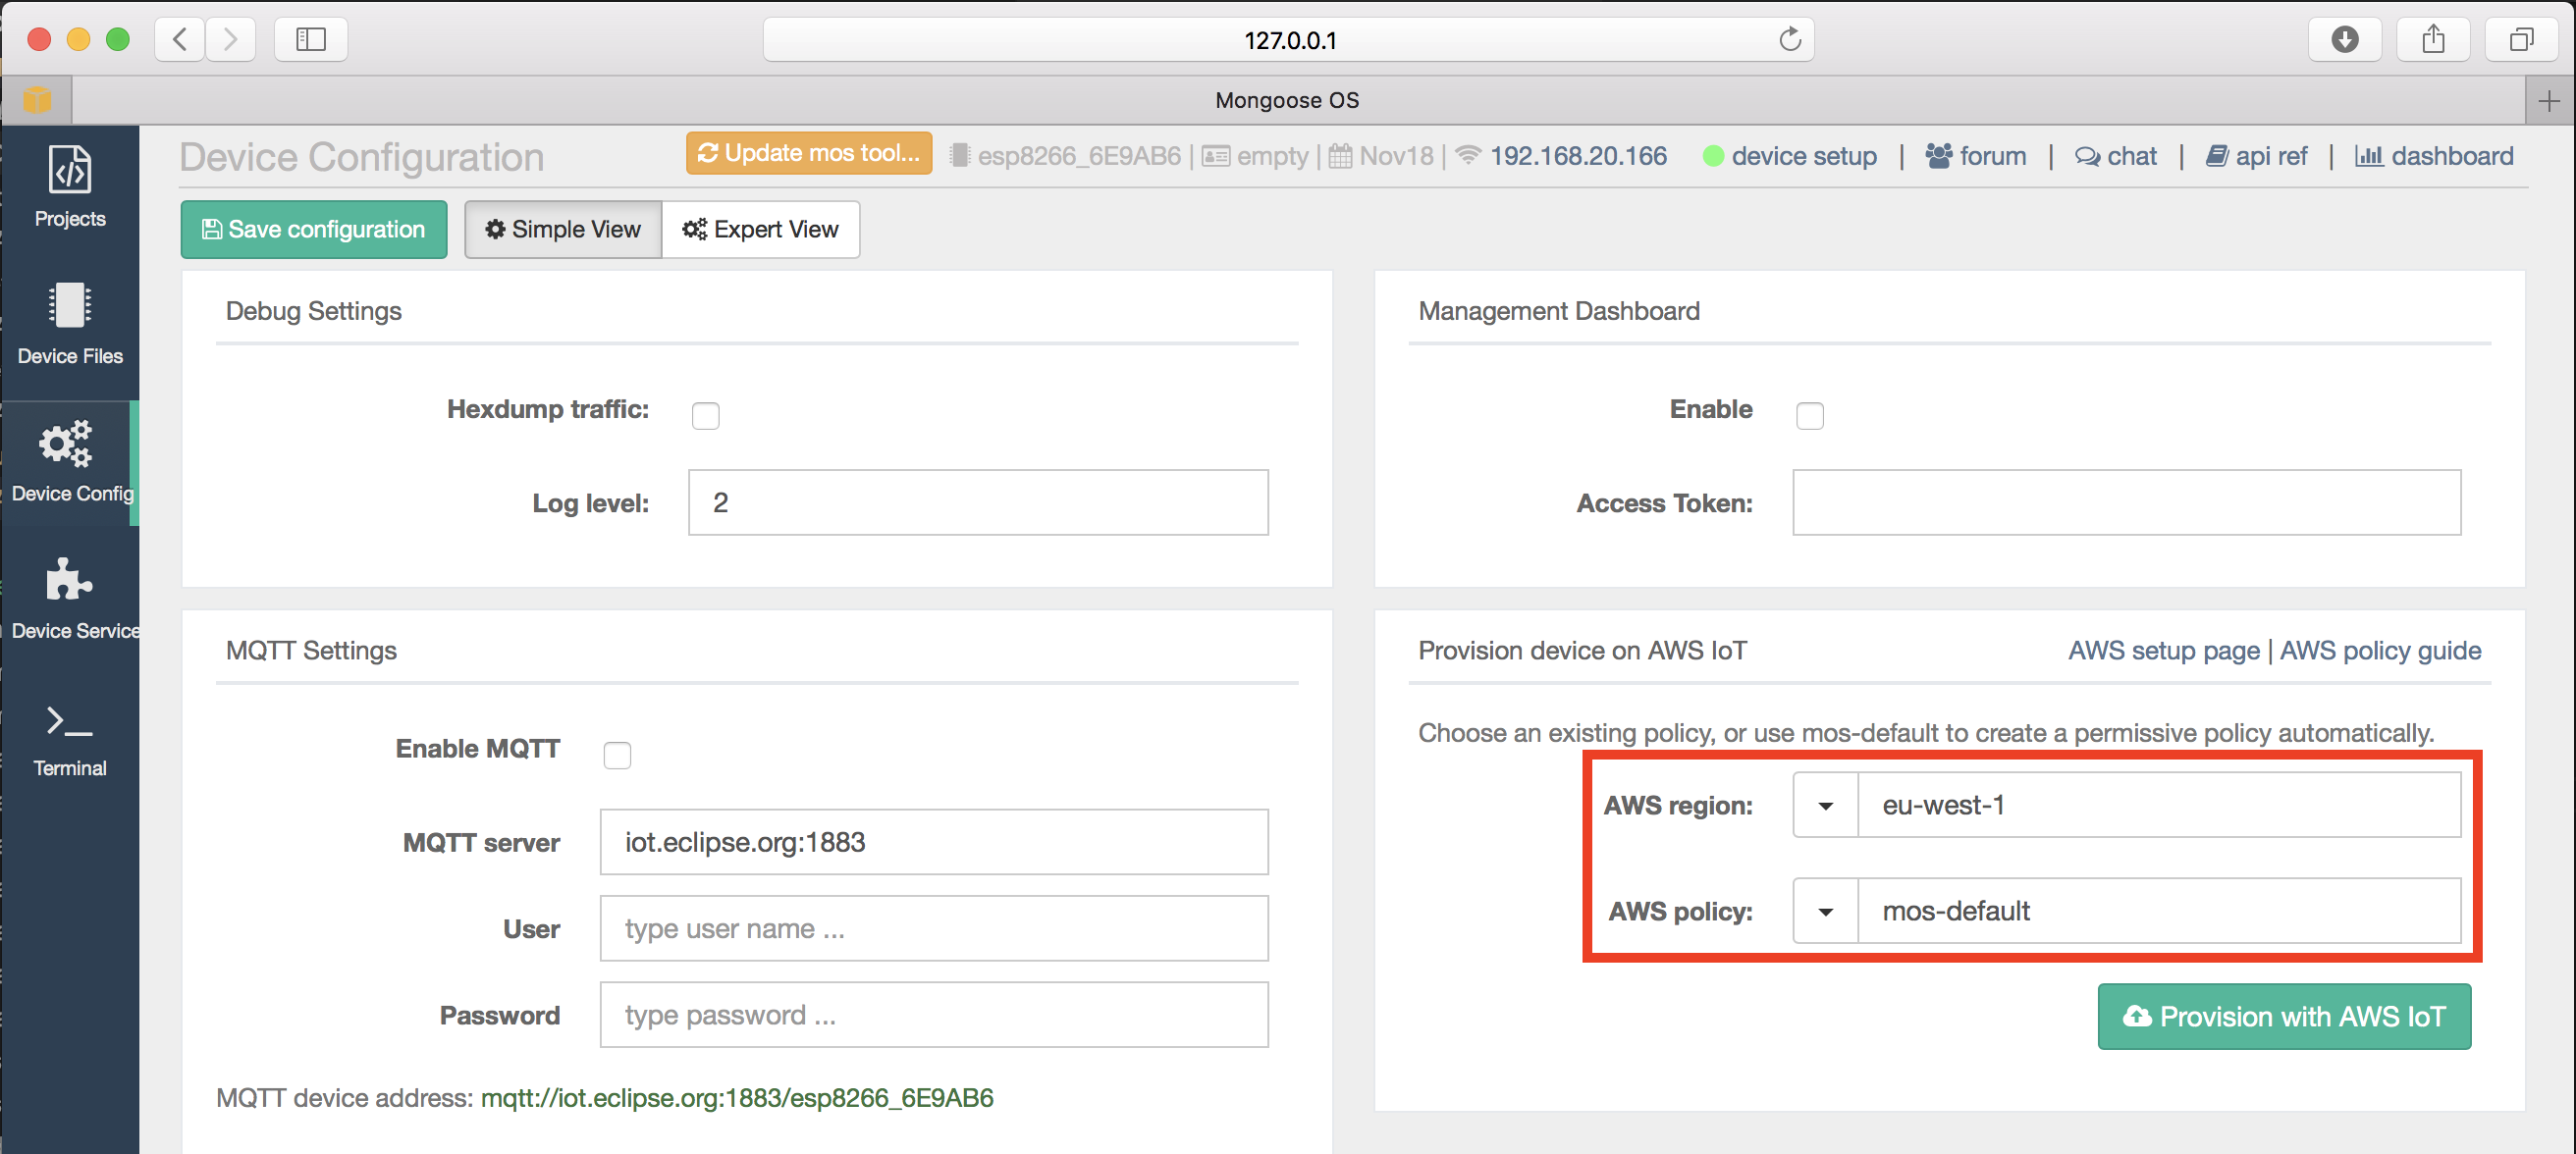 127.0.0.1
Mongoose OS
Projects
Device Files
Device Config
Device Service
Terminal
Device Configuration
Update mos tool... esp8266_6E9AB6 | empty | Nov18 | 192.168.20.166 device setup | forum | chat | api ref | dashboard
Save configuration Simple View Expert View
Debug Settings
Hexdump traffic:
Log level: 2
Management Dashboard
Enable
Access Token:
MQTT Settings
Enable MQTT
MQTT server iot.eclipse.org:1883
User type user name ...
Password type password ...
MQTT device address: mqtt://iot.eclipse.org:1883/esp8266_6E9AB6
Provision device on AWS IoT AWS setup page | AWS policy guide
Choose an existing policy, or use mos-default to create a permissive policy automatically.
AWS region: eu-west-1
AWS policy: mos-default
Provision with AWS IoT